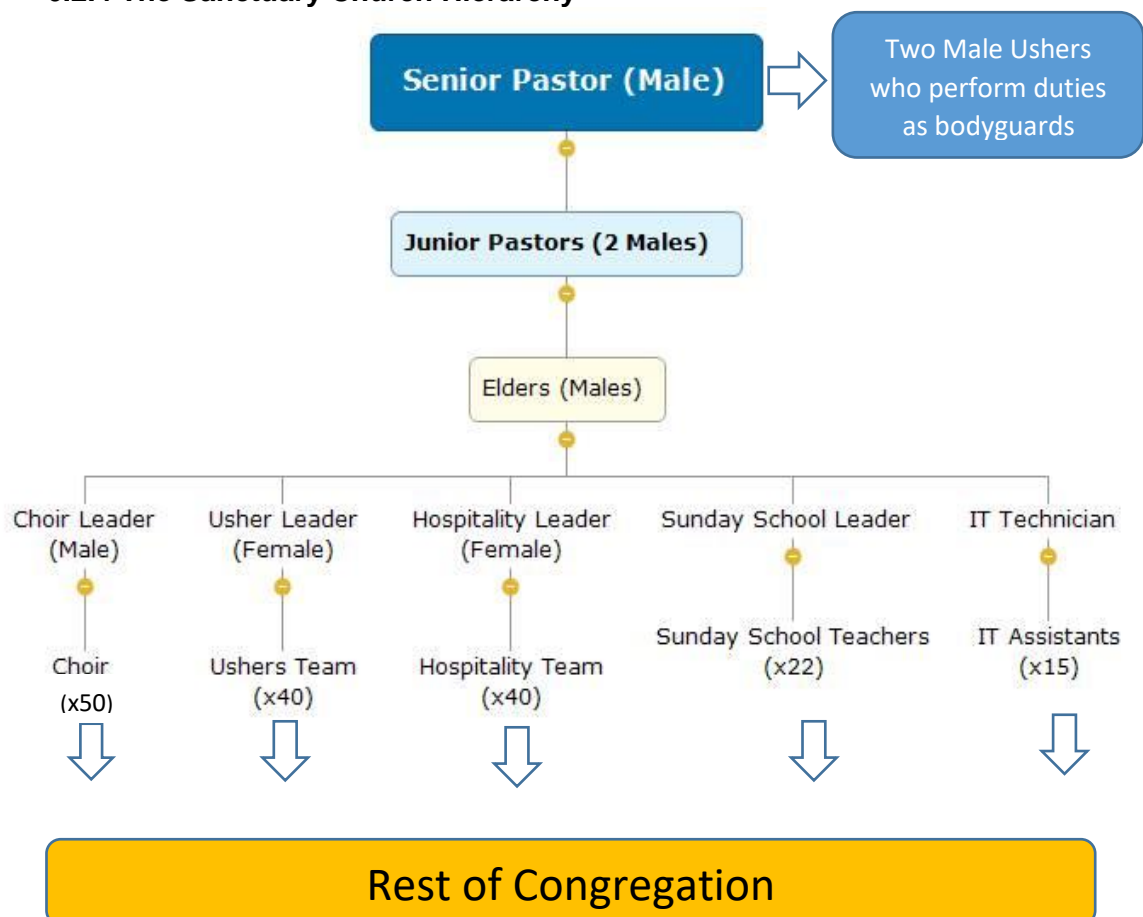 Senior Pastor (Male)
Two Male Ushers
who perform duties
as bodyguards
Junior Pastors (2 Males)
Elders (Males)
Choir Leader
(Male)
Usher Leader
(Female)
Hospitality Leader
(Female)
Sunday School Leader
IT Technician
Choir
(x50)
Ushers Team
(x40)
Hospitality Team
(x40)
Sunday School Teachers
(x22)
IT Assistants
(x15)
Rest of Congregation